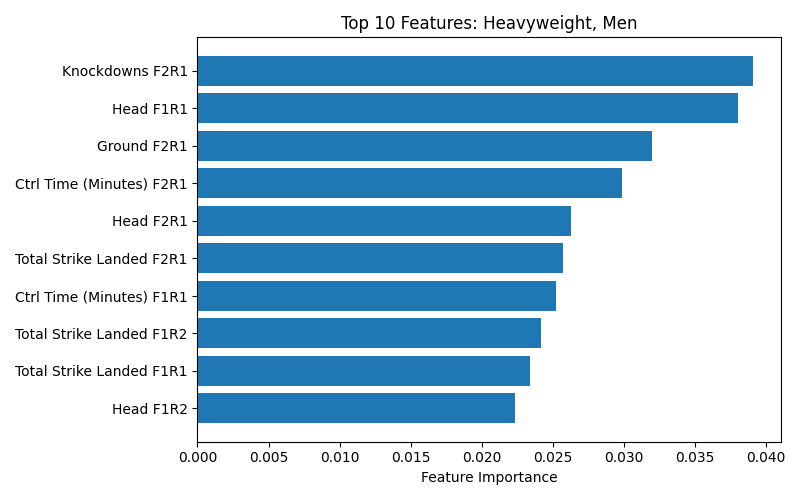 Top 10 Features: Heavyweight, Men
Knockdowns F2R1
Head F1R1
Ground F2R1
Ctrl Time (Minutes) F2R1
Head F2R1
Total Strike Landed F2R1
Ctrl Time (Minutes) F1R1
Total Strike Landed F1R2
Total Strike Landed F1R1
Head F1R2
0.000 0.005 0.010 0.015 0.020 0.025 0.030 0.035 0.040
Feature Importance